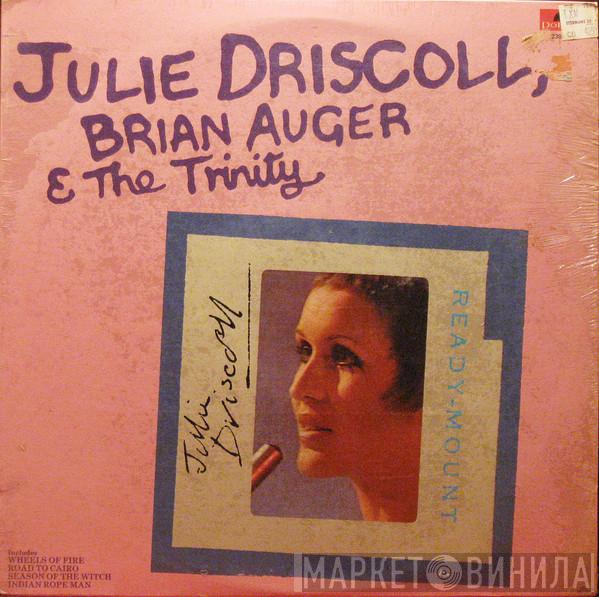 JULIE DRISCOLL,
BRIAN AUGER
& The Trinity
READY-MOUNT
Julie
Driscoll
Includes
WHEELS OF FIRE
ROAD TO CAIRO
SEASON OF THE WITCH
INDIAN ROPE MAN
МАРКЕТ ВИНИЛА